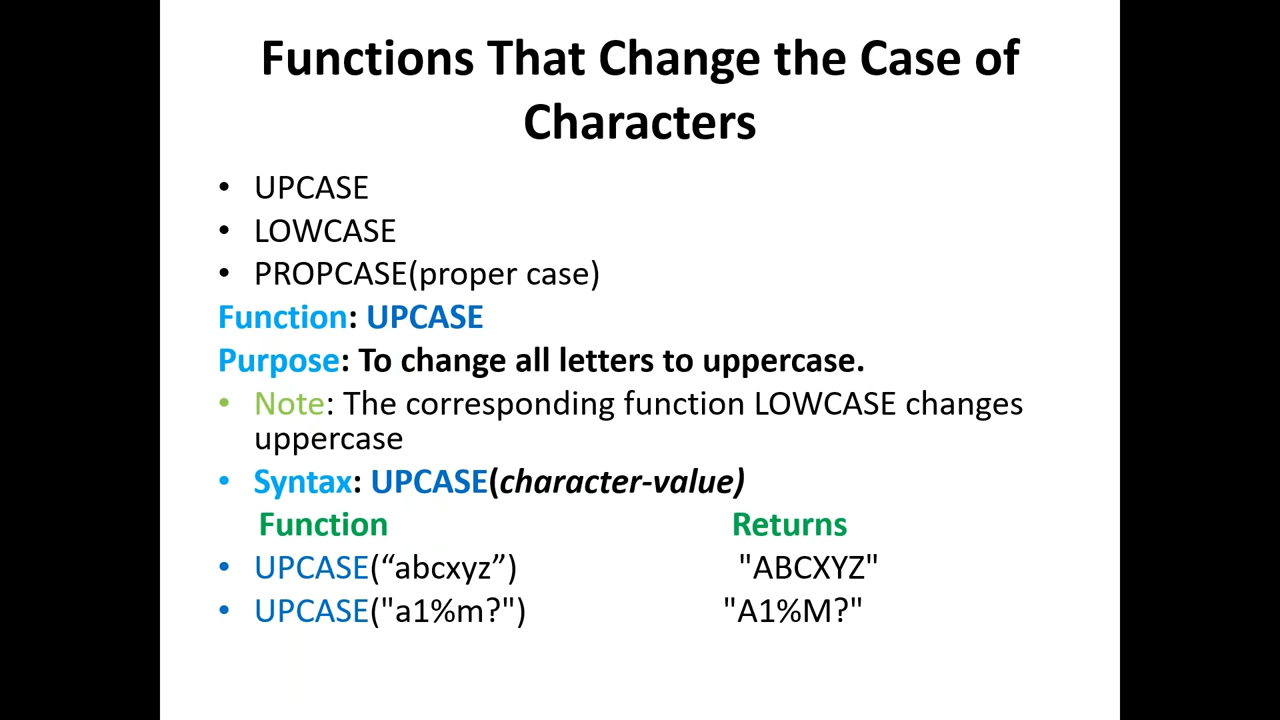 Functions That Change the Case of
Characters
• UPCASE
• LOWCASE
• PROPCASE(proper case)
Function: UPCASE
Purpose: To change all letters to uppercase.
• Note: The corresponding function LOWCASE changes
uppercase
• Syntax: UPCASE(character-value)
Function Returns
• UPCASE(“abcxyz”) "ABCXYZ"
• UPCASE("a1%m?") "A1%M?"